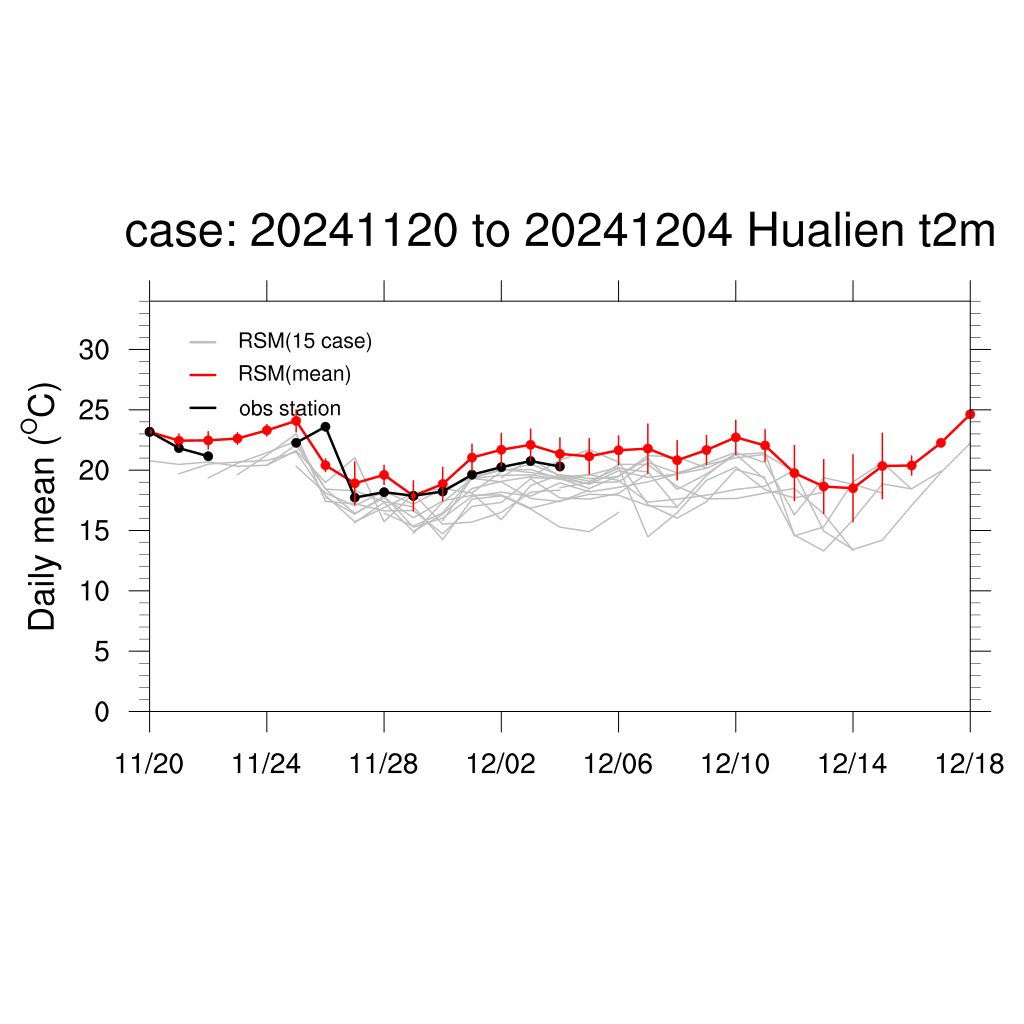 case: 20241120 to 20241204 Hualien t2m
RSM(15 case)
RSM(mean)
obs station
Daily mean (°C)
30
25
20
15
10
5
0
11/20 11/24 11/28 12/02 12/06 12/10 12/14 12/18